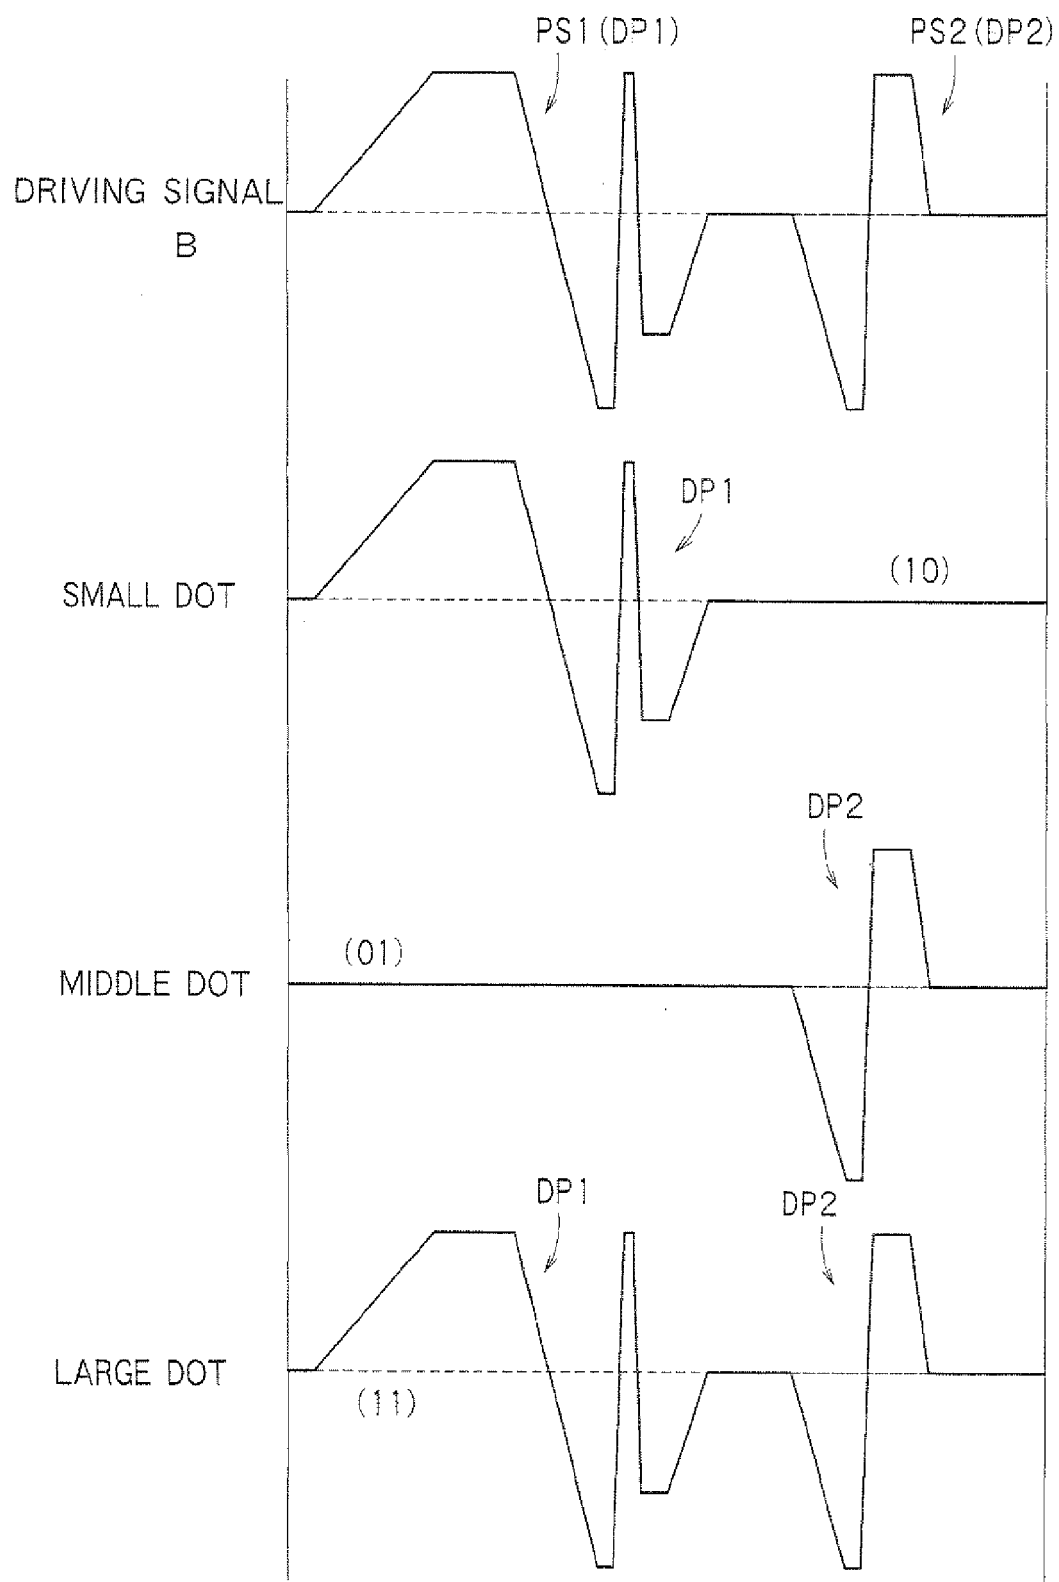 PS1(DP1)
PS2(DP2)
DRIVING SIGNAL
B
DP1
(10)
SMALL DOT
DP2
(01)
MIDDLE DOT
DP1
DP2
LARGE DOT
(11)